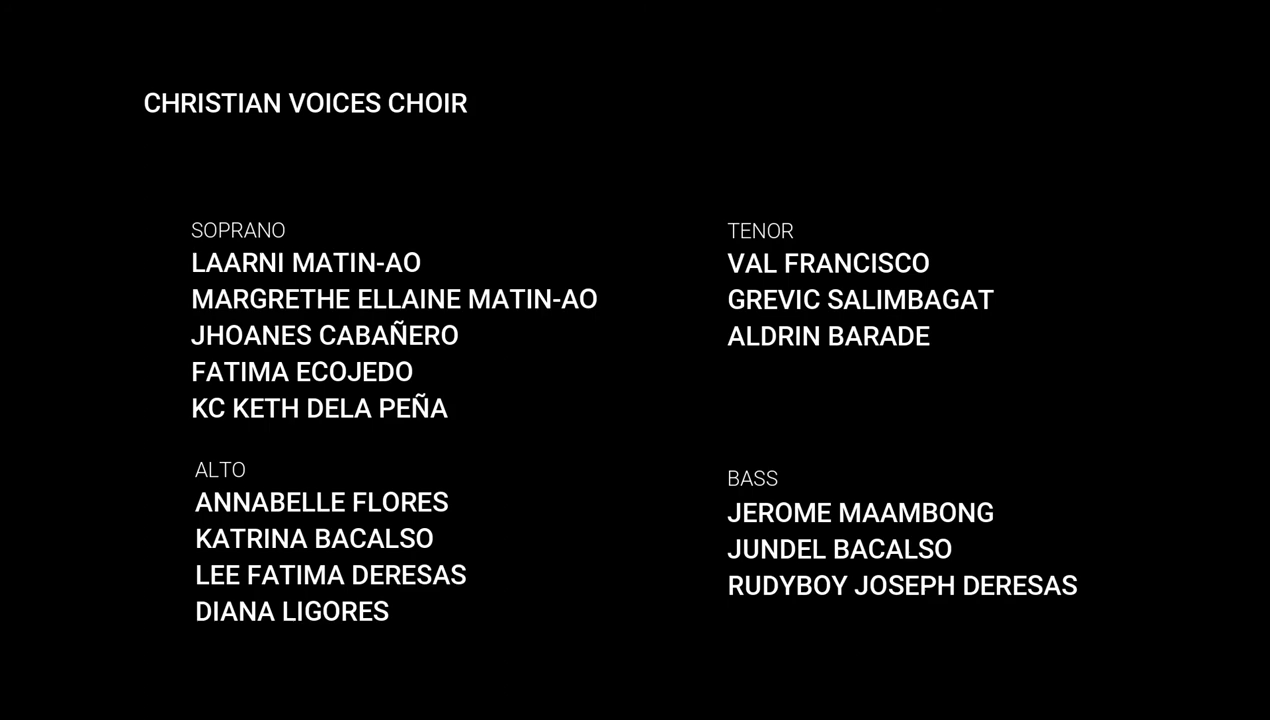 CHRISTIAN VOICES CHOIR
SOPRANO
LAARNI MATIN-AO
MARGRETHE ELLAINE MATIN-AO
JHOANES CABAÑERO
FATIMA ECOJEDO
KC KETH DELA PEÑA
ALTO
ANNABELLE FLORES
KATRINA BACALSO
LEE FATIMA DERESAS
DIANA LIGORES
TENOR
VAL FRANCISCO
GREVIC SALIMBAGAT
ALDRIN BARADE
BASS
JEROME MAAMBONG
JUNDEL BACALSO
RUDYBOY JOSEPH DERESAS